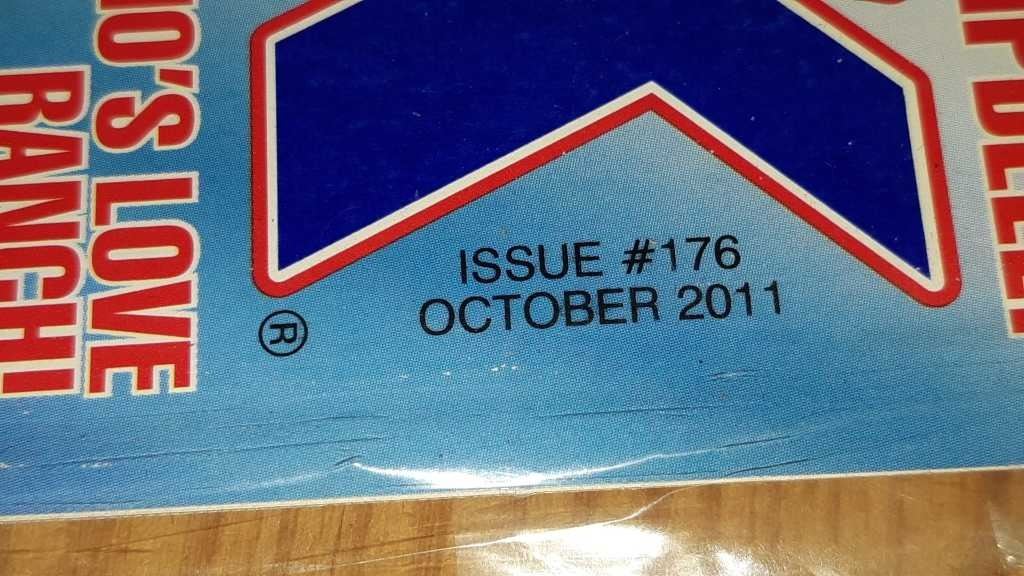 ISSUE #176
OCTOBER 2011
®
LOVE
RANCH!